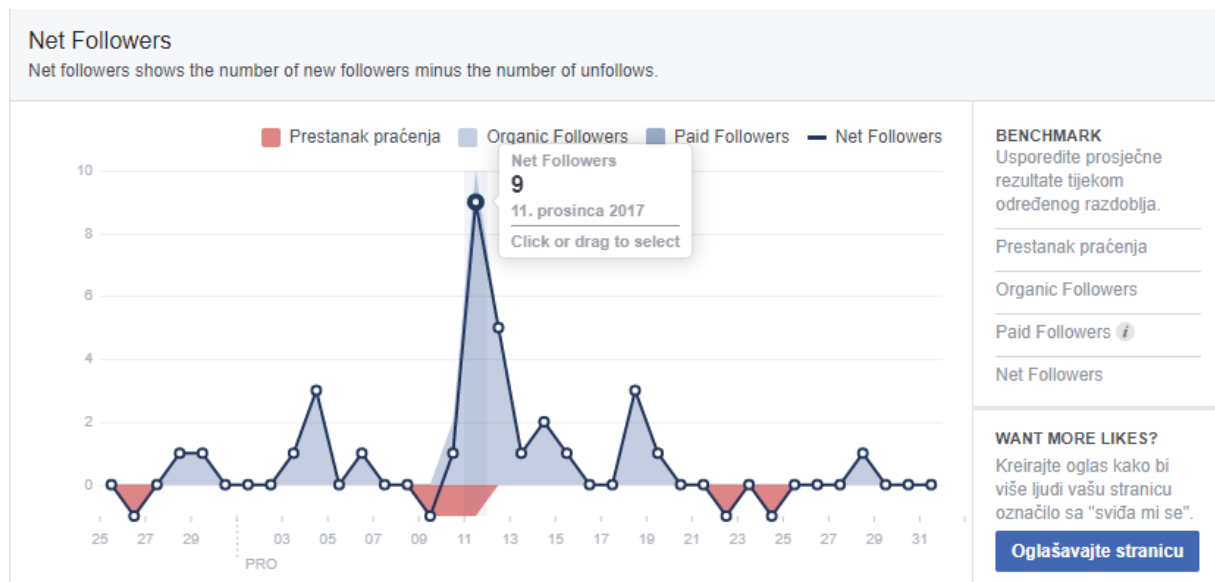 Net Followers
Net followers shows the number of new followers minus the number of unfollows.
Prestanak praćenja Organic Followers Paid Followers Net Followers
Net Followers
9
11. prosinca 2017
Click or drag to select
10
8
6
4
2
0
25 27 29 03 05 07 09 11 13 15 17 19 21 23 25 27 29 31
PRO
BENCHMARK
Usporedite prosječne
rezultate tijekom
određenog razdoblja.
Prestanak praćenja
Organic Followers
Paid Followers i
Net Followers
WANT MORE LIKES?
Kreirajte oglas kako bi
više ljudi vašu stranicu
označilo sa "sviđa mi se".
Oglašavajte stranicu